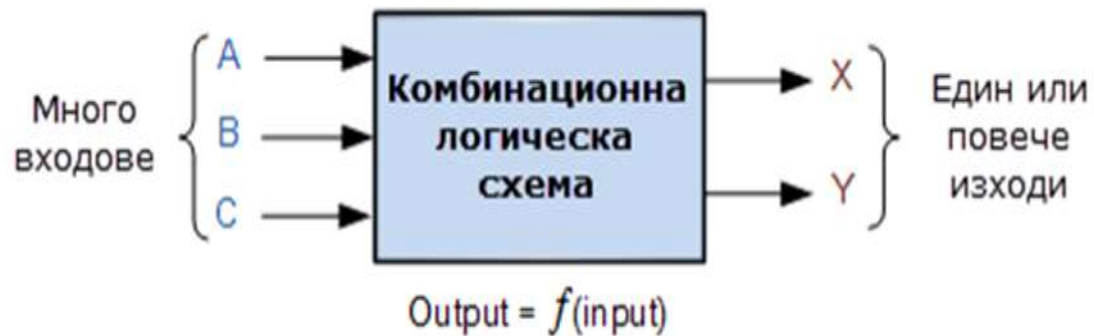 Много
входове
A
B
C
Комбинационна
логическа
схема
X
Y
Един или
повече
изходи
Output = f(input)